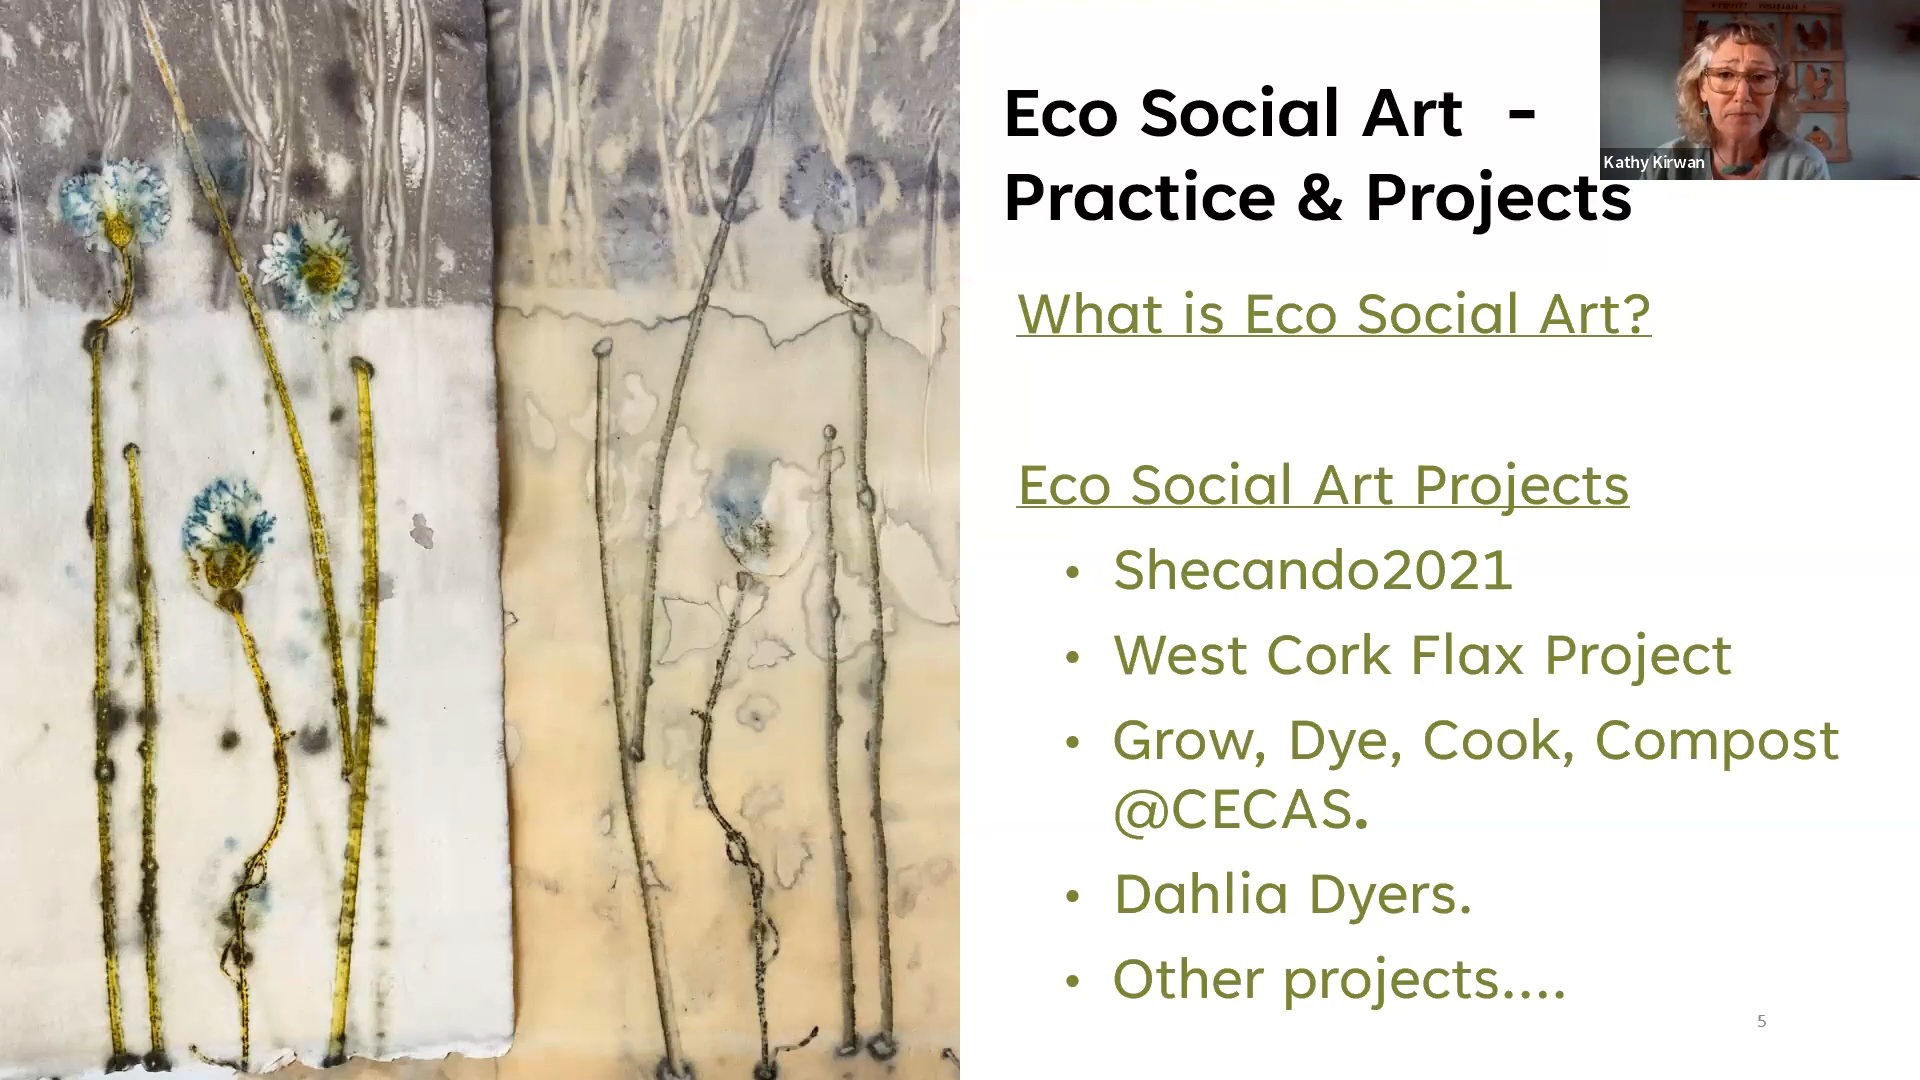 Eco Social Art -
Practice & Projects
Kathy Kirwan
What is Eco Social Art?
Eco Social Art Projects
• Shecando2021
• West Cork Flax Project
• Grow, Dye, Cook, Compost
@CECAS.
• Dahlia Dyers.
• Other projects....
5